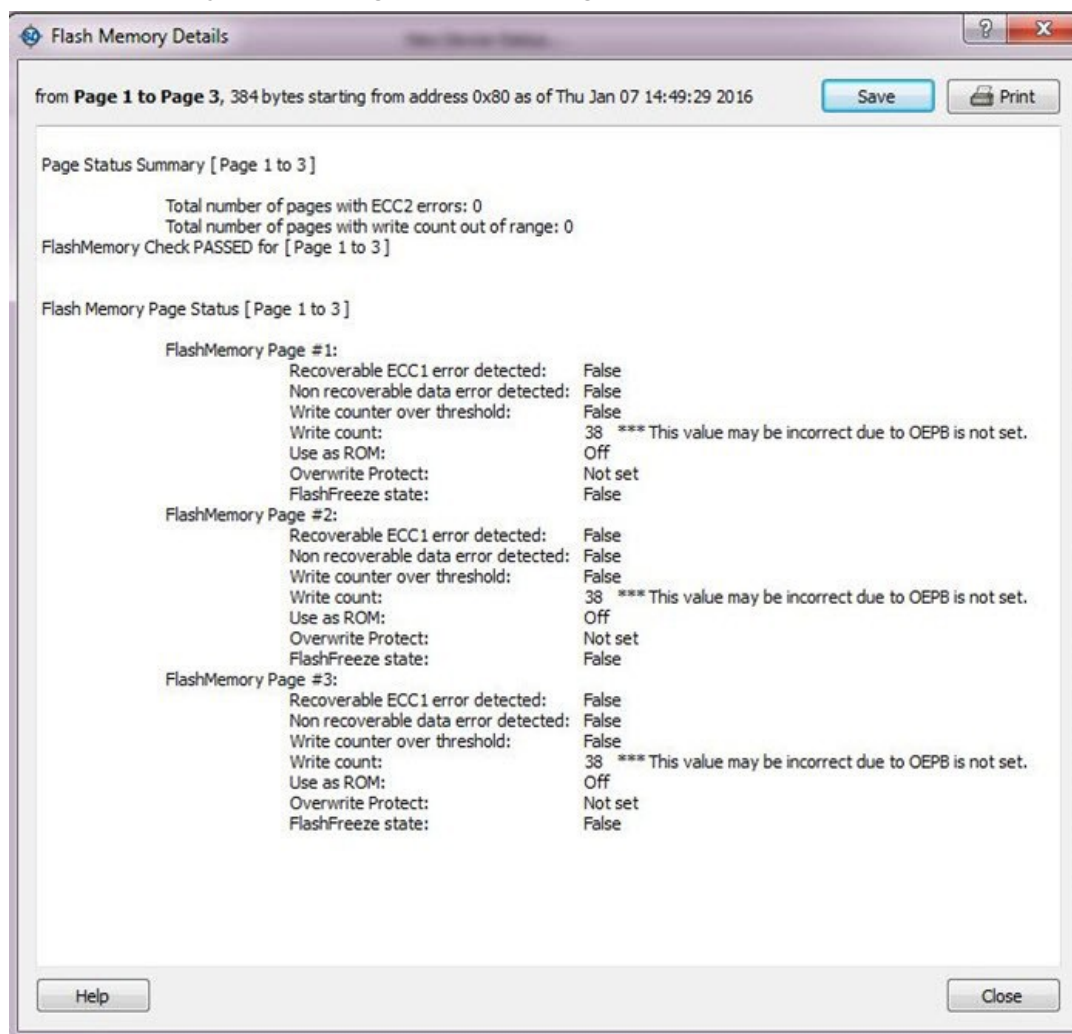 Flash Memory Details
from Page 1 to Page 3, 384 bytes starting from address 0x80 as of Thu Jan 07 14:49:29 2016 Save Print
Page Status Summary [ Page 1 to 3 ]
Total number of pages with ECC2 errors: 0
Total number of pages with write count out of range: 0
FlashMemory Check PASSED for [ Page 1 to 3 ]
Flash Memory Page Status [ Page 1 to 3 ]
FlashMemory Page #1:
Recoverable ECC1 error detected: False
Non recoverable data error detected: False
Write counter over threshold: False
Write count: 38 *** This value may be incorrect due to OEPB is not set.
Use as ROM: Off
Overwrite Protect: Not set
FlashFreeze state: False
FlashMemory Page #2:
Recoverable ECC1 error detected: False
Non recoverable data error detected: False
Write counter over threshold: False
Write count: 38 *** This value may be incorrect due to OEPB is not set.
Use as ROM: Off
Overwrite Protect: Not set
FlashFreeze state: False
FlashMemory Page #3:
Recoverable ECC1 error detected: False
Non recoverable data error detected: False
Write counter over threshold: False
Write count: 38 *** This value may be incorrect due to OEPB is not set.
Use as ROM: Off
Overwrite Protect: Not set
FlashFreeze state: False
Help Close